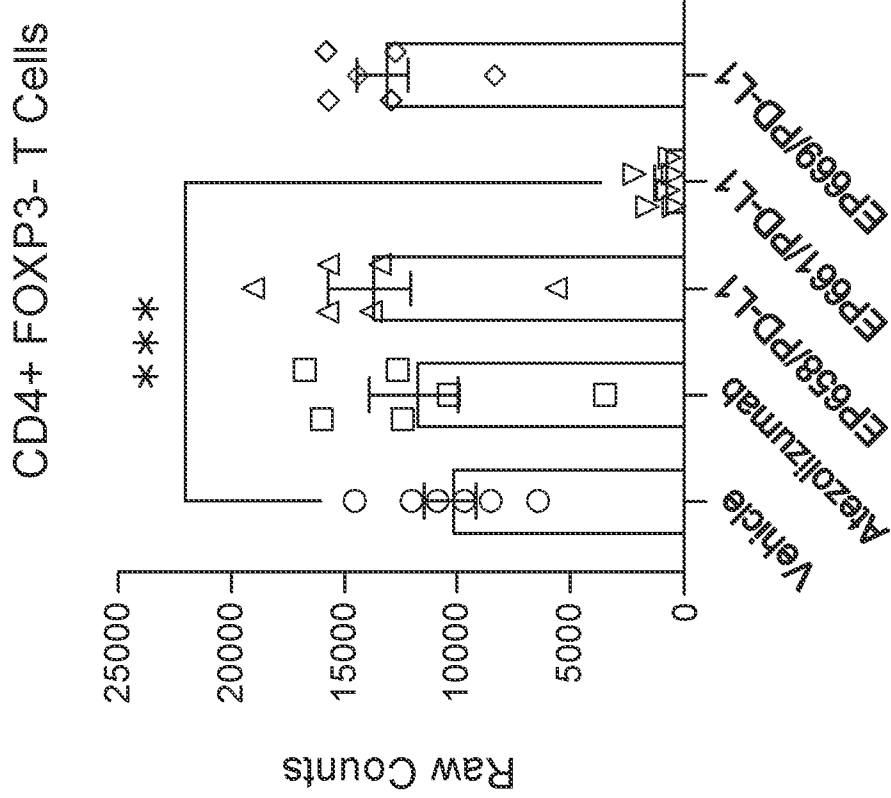 CD4+ FOXP3- T Cells
***
Raw Counts
25000
20000
15000
10000
5000
0
Vehicle
Atezolizumab
EP658/PD-L1
EP661/PD-L1
EP669/PD-L1